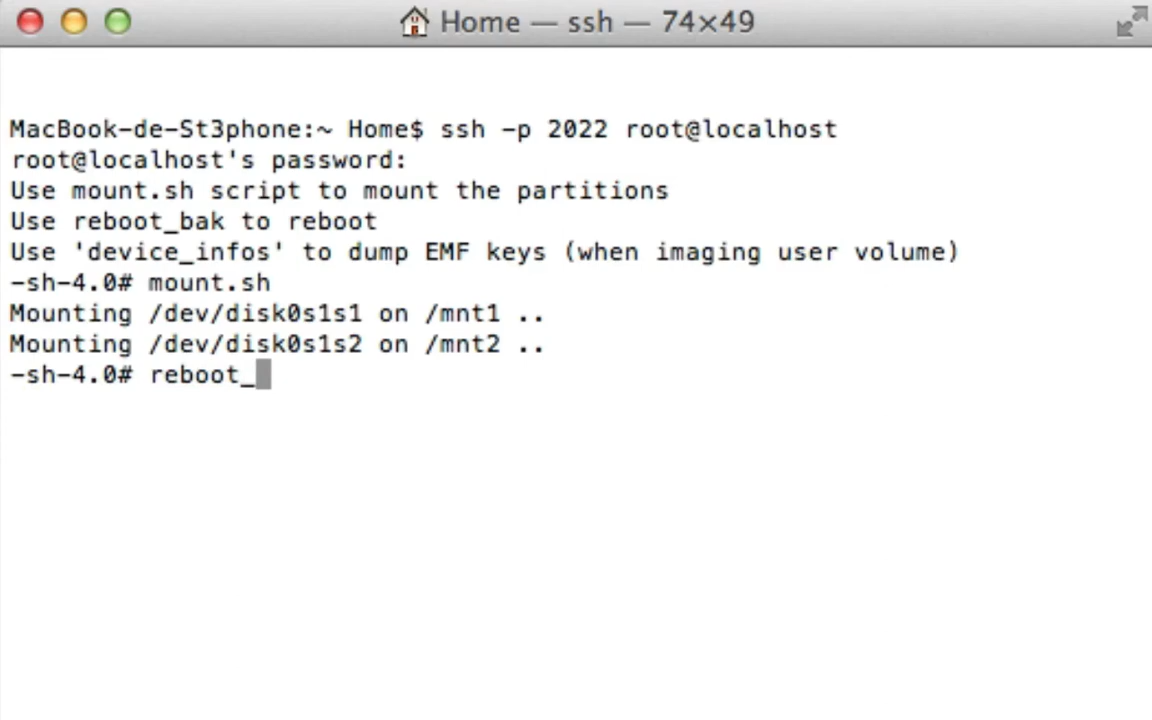 Home — ssh — 74×49
MacBook-de-St3phone:~ Home$ ssh -p 2022 root@localhost
root@localhost's password:
Use mount.sh script to mount the partitions
Use reboot_bak to reboot
Use 'device_infos' to dump EMF keys (when imaging user volume)
-sh-4.0# mount.sh
Mounting /dev/disk0s1s1 on /mnt1 ..
Mounting /dev/disk0s1s2 on /mnt2 ..
-sh-4.0# reboot_